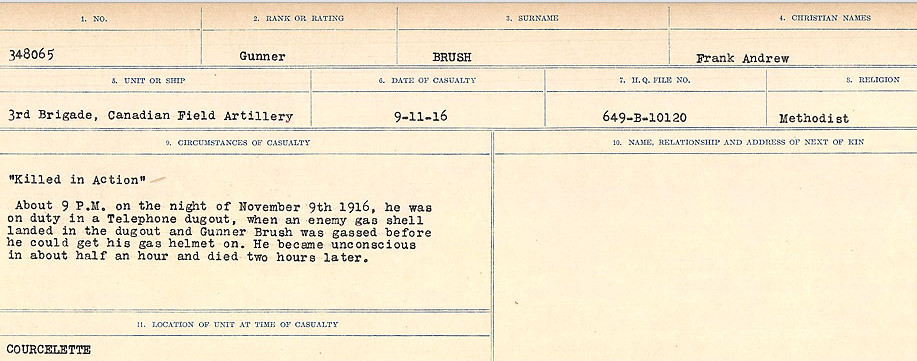 1. NO.
2. RANK OR RATING
3. SURNAME
4. CHRISTIAN NAMES
348065
Gunner
BRUSH
Frank Andrew
5. UNIT OR SHIP
6. DATE OF CASUALTY
7. H.Q. FILE NO.
8. RELIGION
3rd Brigade, Canadian Field Artillery
9-11-16
649-B-10120
Methodist
9. CIRCUMSTANCES OF CASUALTY
10. NAME, RELATIONSHIP AND ADDRESS OF NEXT OF KIN
"Killed in Action"
About 9 P.M. on the night of November 9th 1916, he was
on duty in a Telephone dugout, when an enemy gas shell
landed in the dugout and Gunner Brush was gassed before
he could get his gas helmet on. He became unconscious
in about half an hour and died two hours later.
11. LOCATION OF UNIT AT TIME OF CASUALTY
COURCELETTE